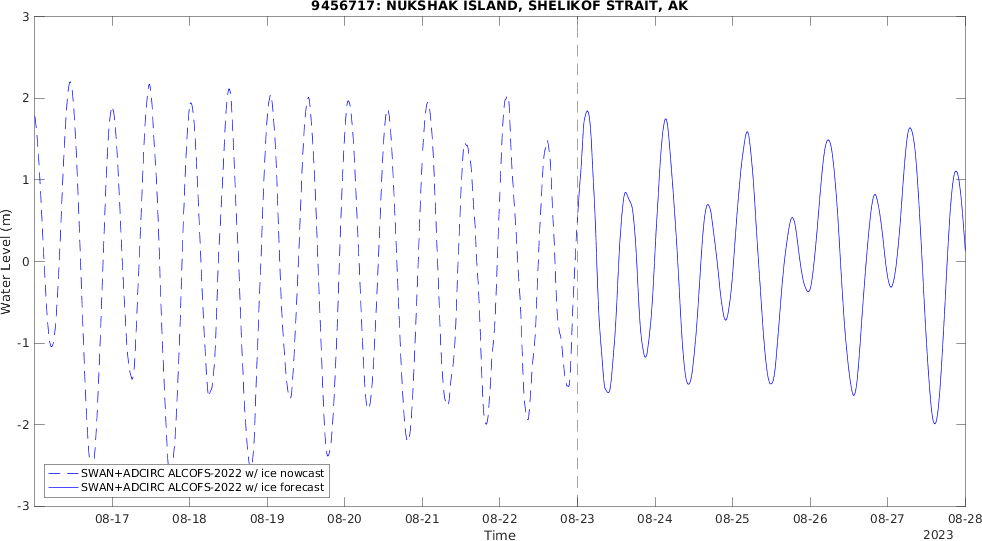 9456717: NUKSHAK ISLAND, SHELIKOF STRAIT, AK
3
2
1
0
-1
-2
-3
Water Level (m)
SWAN+ADCIRC ALCOFS-2022 w/ ice nowcast
SWAN+ADCIRC ALCOFS-2022 w/ ice forecast
08-17 08-18 08-19 08-20 08-21 08-22 08-23 08-24 08-25 08-26 08-27 08-28
Time
2023